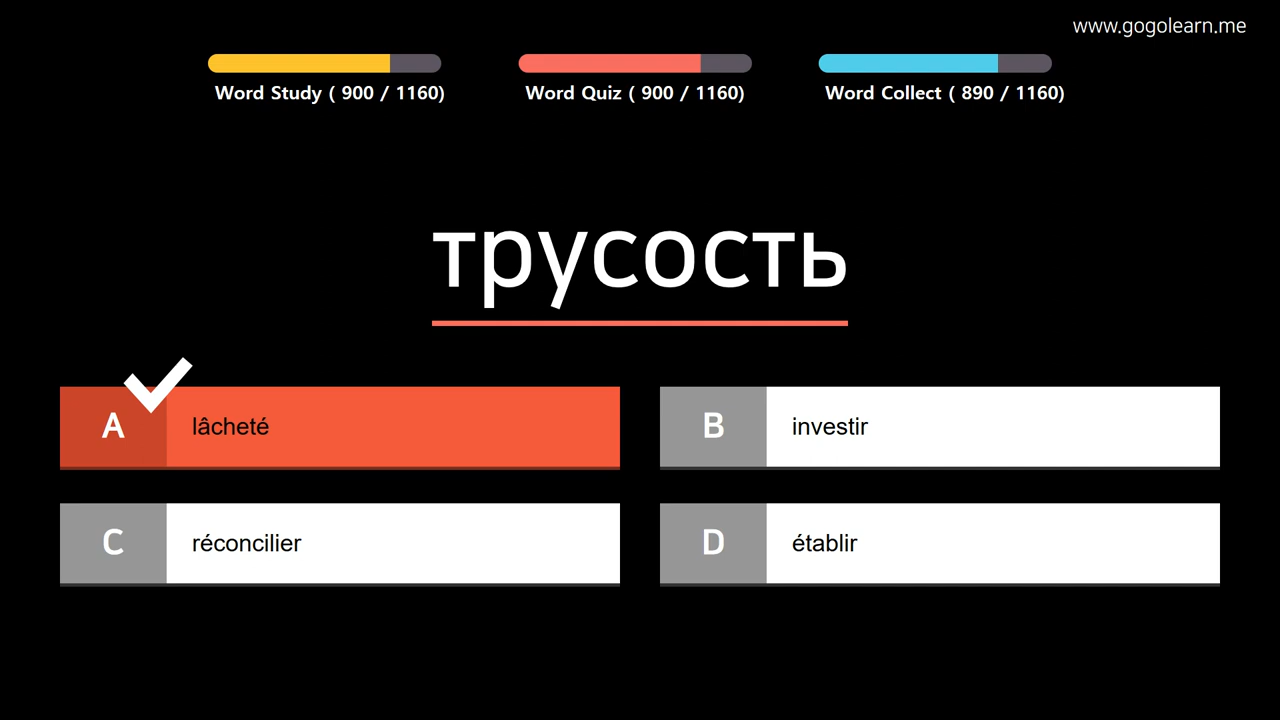 www.gogolearn.me
Word Study ( 900 / 1160)
Word Quiz ( 900 / 1160)
Word Collect ( 890 / 1160)
трусость
A lâcheté
B investir
C réconcilier
D établir